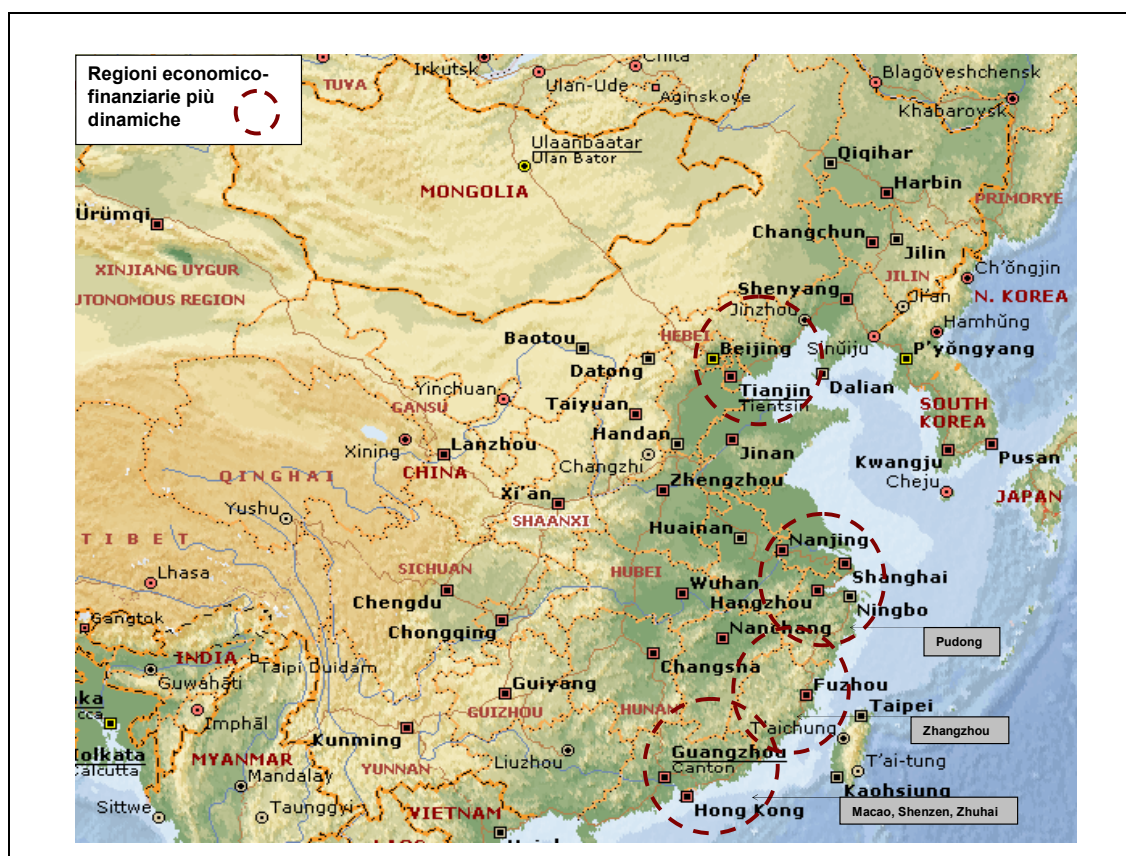 Regioni economico-
finanziarie più
dinamiche
TUVA
Irkutsk
Ulan-Ude
Chita
Aginskoye
Blagoveshchensk
Khabarovsk
Ulaanbaatar
Ulan Bator
MONGOLIA
Qiqihar
Harbin
PRIMORYE
Ürümqi
Changchun
Jilin
JILIN
XINJIANG UYGUR
UTONOMOUS REGION
Ch'ŏngjin
N. KOREA
Shenyang
Ji'an
Jinzhou
Hamhŭng
Baotou
HEBEI
Beijing
Sinŭiju
P'yŏngyang
Datong
Tianjin
Tientsin
Dalian
Yinchuan
GANSU
Taiyuan
SOUTH
KOREA
Xining
Lanzhou
Handan
Jinan
CHINA
Changzhi
Kwangju
Pusan
QINGHAI
Cheju
JAPAN
Xi'an
Zhengzhou
Yushu
SHAANXI
Huainan
Nanjing
TIBET
Lhasa
SICHUAN
HUBEI
Shanghai
Chengdu
Wuhan
Hangzhou
Ningbo
Gangtok
Chongqing
Nanchang
Pudong
INDIA
Taipi Duidam
Changsha
Guwahāti
Guiyang
Fuzhou
aka
cca
Imphāl
GUIZHOU
HUNAN
Taipei
Kunming
T'aichung
Zhangzhou
Kolkata
Calcutta
MYANMAR
YUNNAN
Liuzhou
Guangzhou
Canton
T'ai-tung
Mandalay
Kaohsiung
Sittwe
Taunggyi
VIETNAM
Hong Kong
Macao, Shenzen, Zhuhai